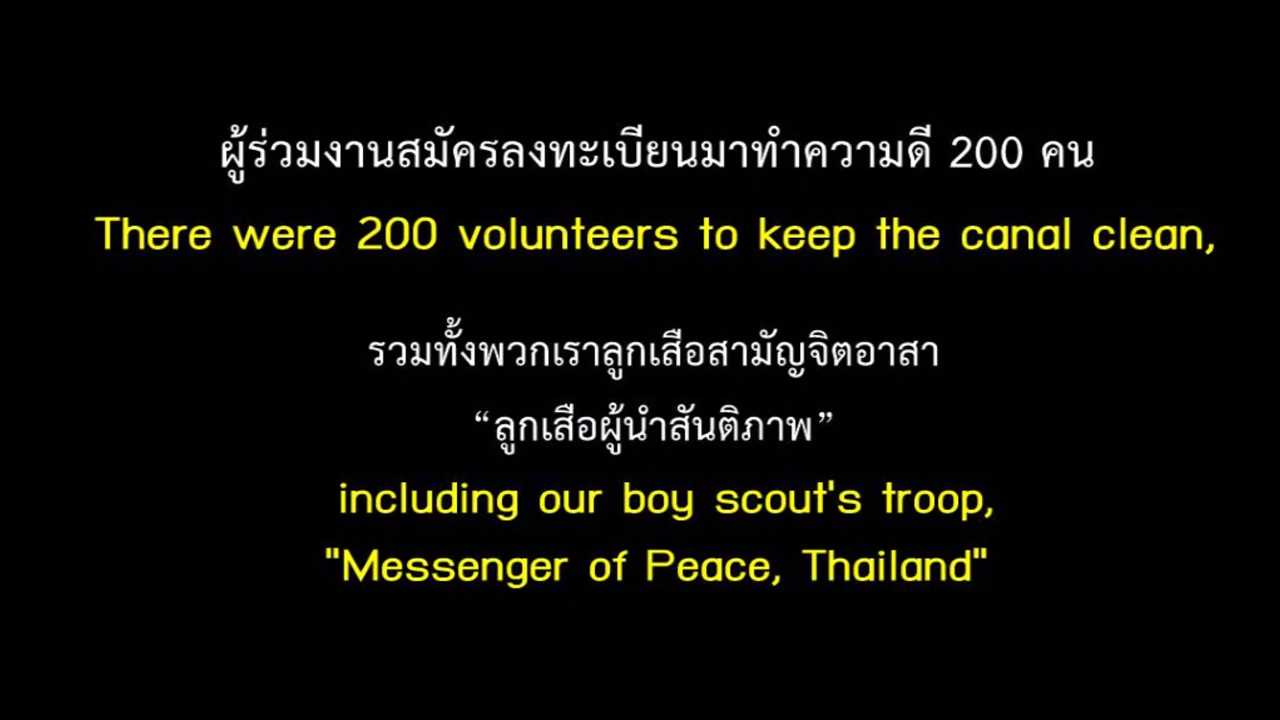 ผู้ร่วมงานสมัครลงทะเบียนมาทำความดี 200 คน
There were 200 volunteers to keep the canal clean,
รวมทั้งพวกเราลูกเสือสามัญจิตอาสา
“ลูกเสือผู้นำสันติภาพ”
including our boy scout's troop,
"Messenger of Peace, Thailand"